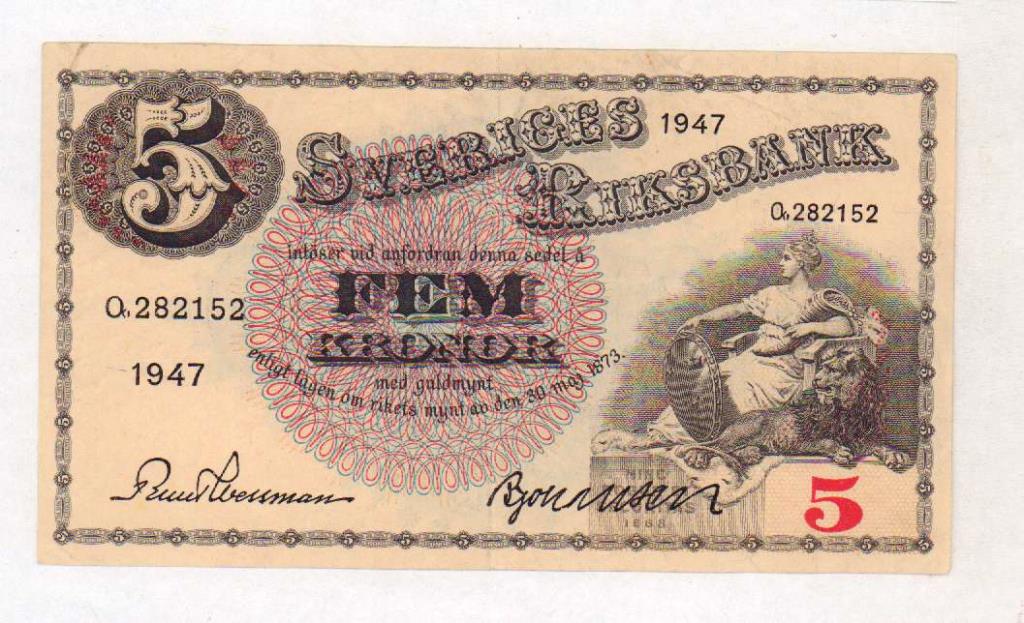 5
SVERIGES 1947
RIKSBANK
282152
Inlöser vid anfordran denna sedel å
FEM
KRONOR
med guldmynt
enligt lagen om rikets mynt av den 30 maj 1873.
282152
1947
1668
5